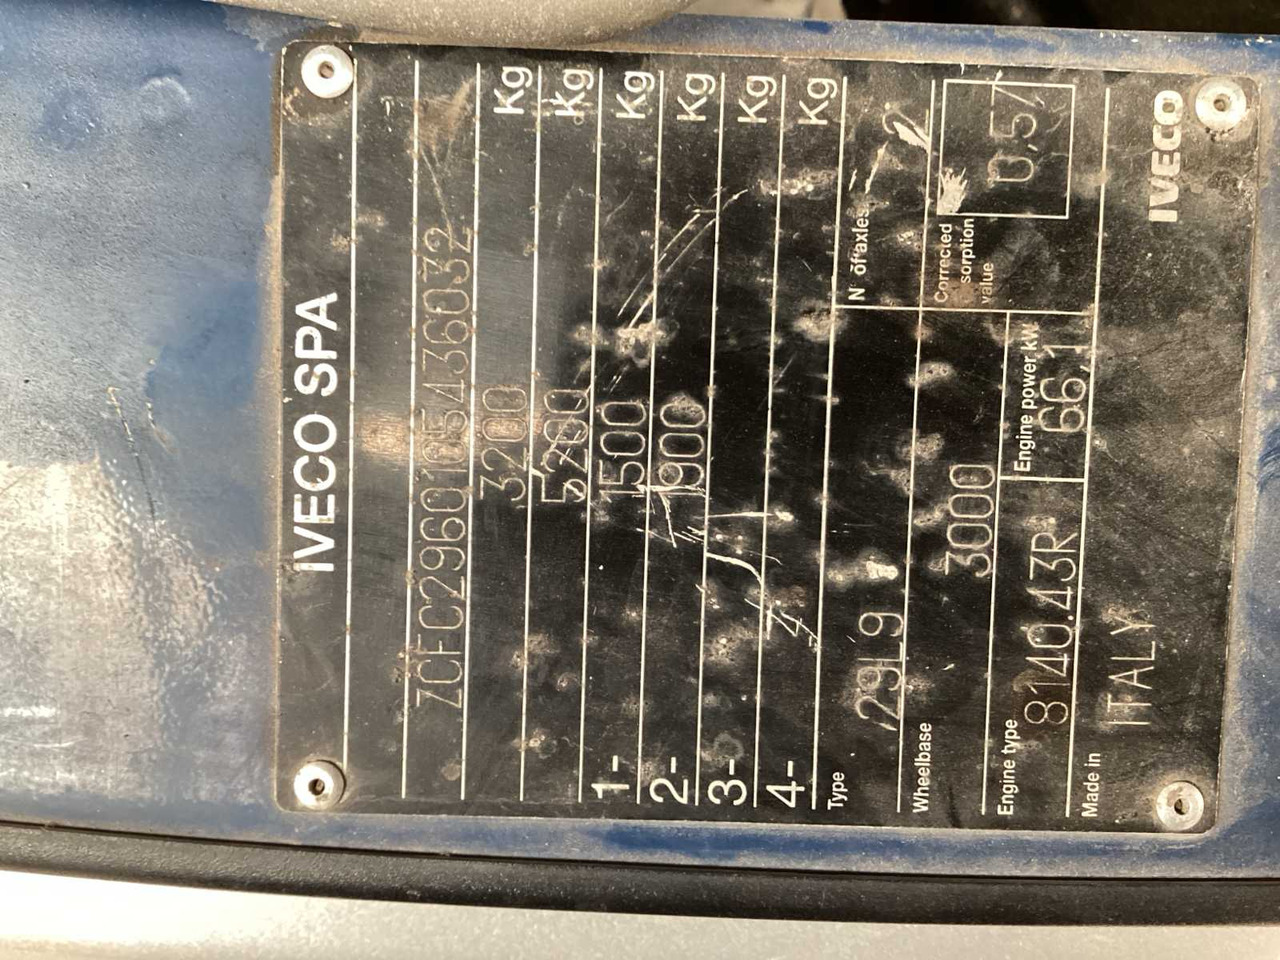 IVECO SPA
ZCFC2960105436032
3200 Kg
5200 Kg
1- 1500 Kg
2- 1900 Kg
3- Kg
4- Kg
Type 29L9
N° of axles 2
Wheelbase 3000
Corrected sorption value 0,57
Engine type 8140.43R
Engine power kw 66,1
Made in ITALY
IVECO